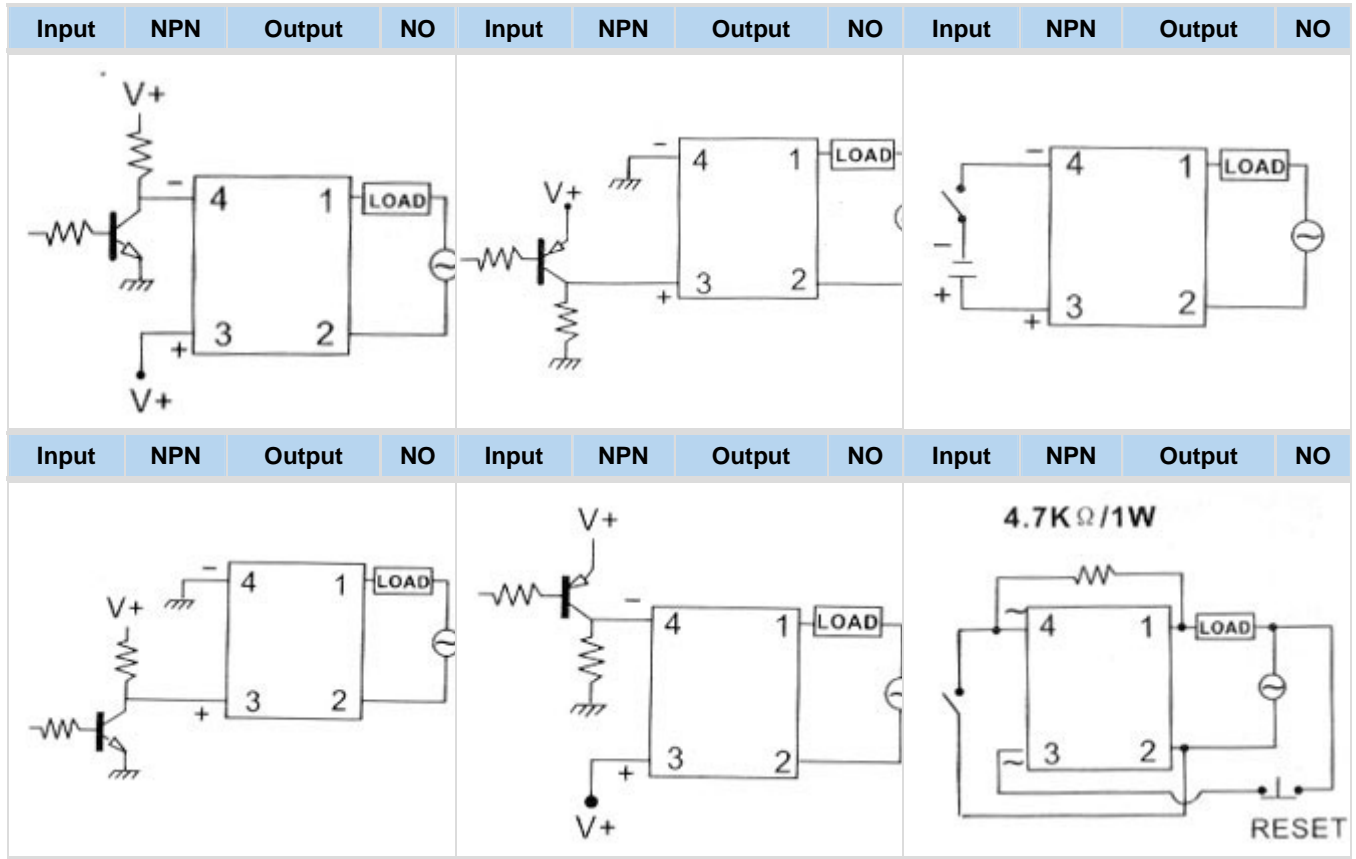 Input NPN Output NO Input NPN Output NO Input NPN Output NO
V+
−
4 1 LOAD
~
3 2
+
V+
−
4 1 LOAD
V+
3 2
+
−
4 1 LOAD
~
−
+
3 2
+
Input NPN Output NO Input NPN Output NO Input NPN Output NO
−
4 1 LOAD
V+
~
3 2
+
V+
−
4 1 LOAD
~
3 2
+
V+
4.7KΩ/1W
~
4 1 LOAD
~
~
3 2
RESET